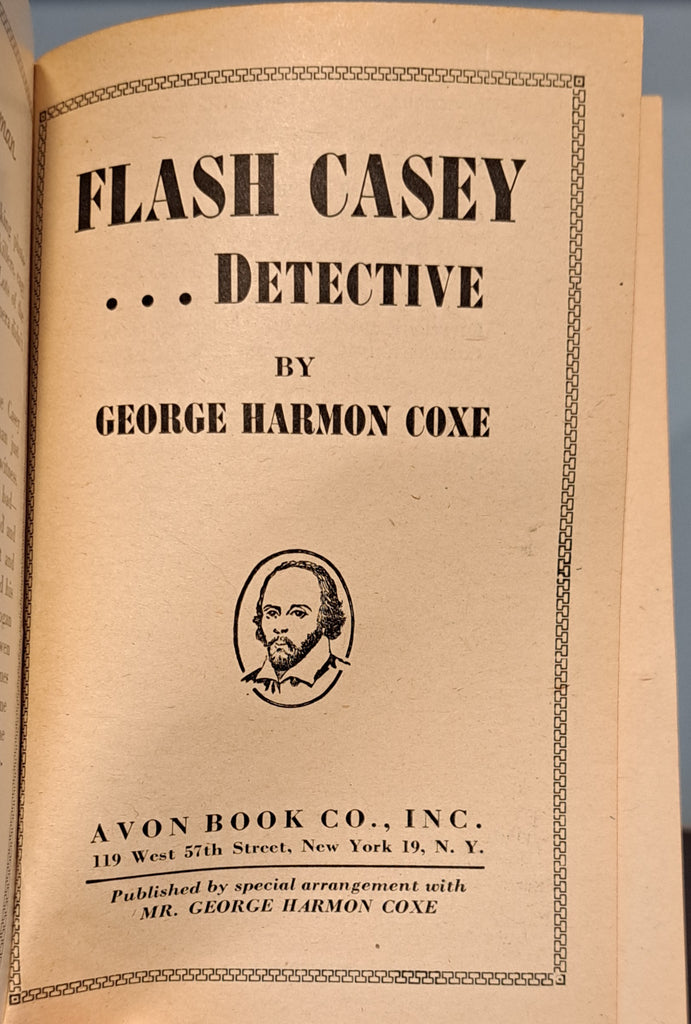 FLASH CASEY
... DETECTIVE
BY
GEORGE HARMON COXE
AVON BOOK CO., INC.
119 West 57th Street, New York 19, N. Y.
Published by special arrangement with
MR. GEORGE HARMON COXE